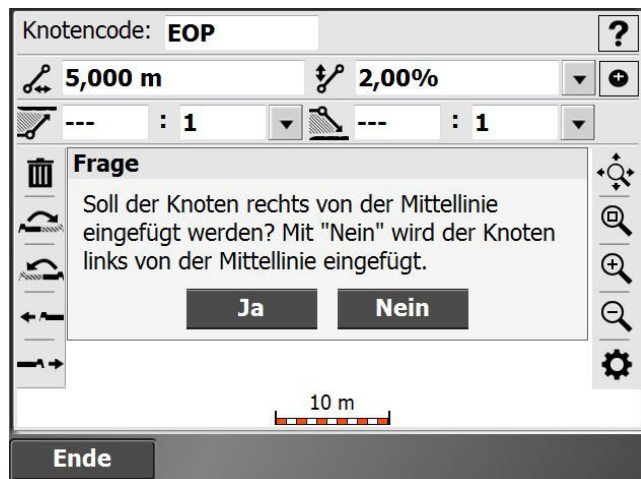 Knotencode: EOP ?
5,000 m 2,00%
--- : 1 --- : 1
Frage
Soll der Knoten rechts von der Mittellinie
eingefügt werden? Mit "Nein" wird der Knoten
links von der Mittellinie eingefügt.
Ja Nein
10 m
Ende